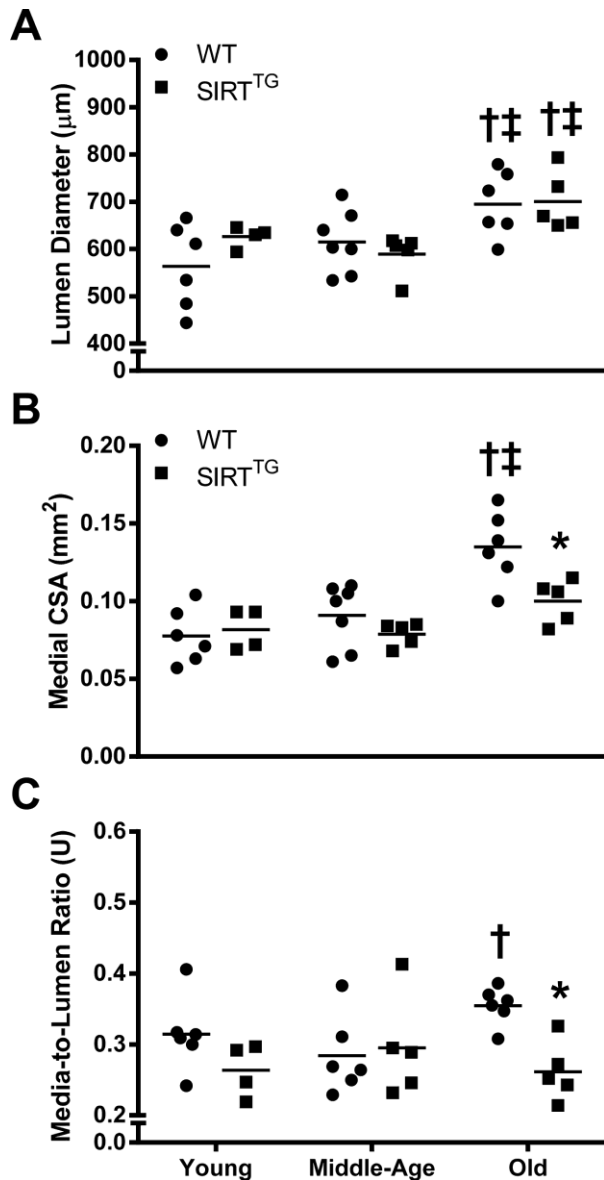 A
WT
SIRT^TG
Lumen Diameter (μm)
1000
900
800
700
600
500
400
0
†‡
†‡
B
WT
SIRT^TG
Medial CSA (mm²)
0.20
0.15
0.10
0.05
0.00
†‡
*
C
Media-to-Lumen Ratio (U)
0.6
0.5
0.4
0.3
0.2
0.0
†
*
Young Middle-Age Old